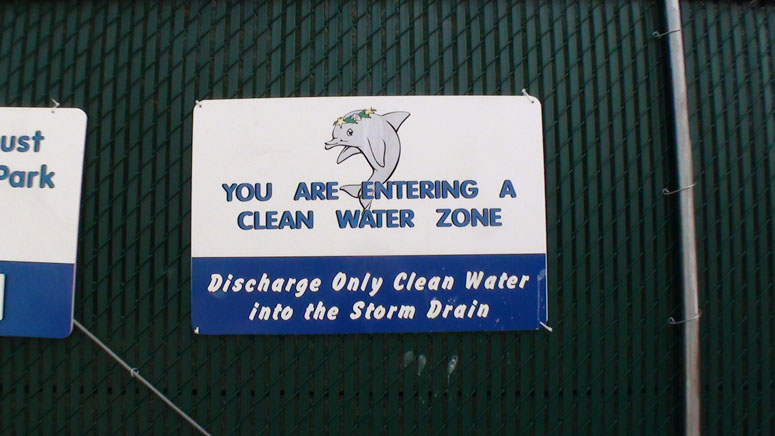 ust
Park
YOU ARE ENTERING A
CLEAN WATER ZONE
Discharge Only Clean Water
into the Storm Drain